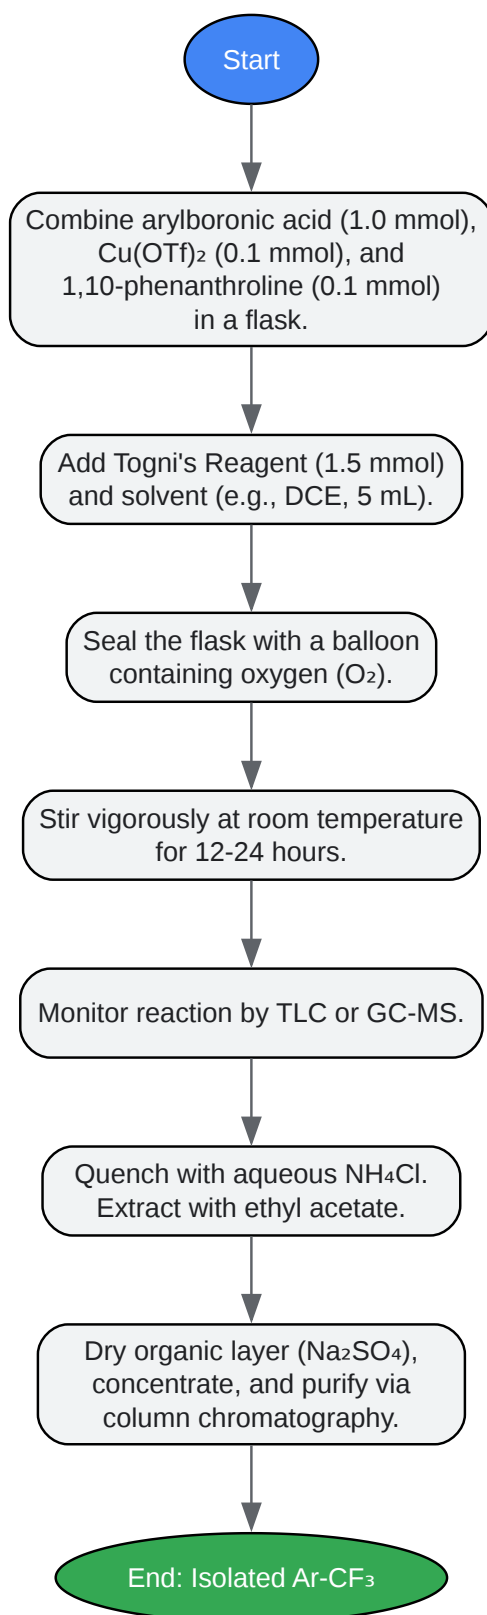 Start
Combine arylboronic acid (1.0 mmol),
Cu(OTf)₂ (0.1 mmol), and
1,10-phenanthroline (0.1 mmol)
in a flask.
Add Togni's Reagent (1.5 mmol)
and solvent (e.g., DCE, 5 mL).
Seal the flask with a balloon
containing oxygen (O₂).
Stir vigorously at room temperature
for 12-24 hours.
Monitor reaction by TLC or GC-MS.
Quench with aqueous NH₄Cl.
Extract with ethyl acetate.
Dry organic layer (Na₂SO₄),
concentrate, and purify via
column chromatography.
End: Isolated Ar-CF₃